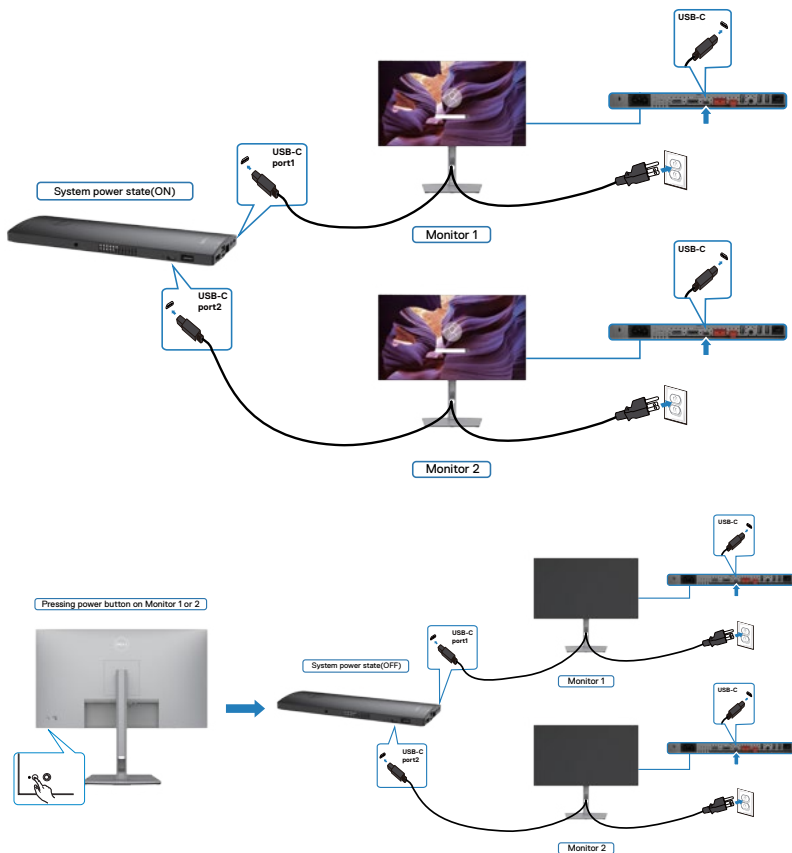 USB-C
USB-C
port1
System power state(ON)
Monitor 1
USB-C
USB-C
port2
Monitor 2
USB-C
Pressing power button on Monitor 1 or 2
USB-C
port1
System power state(OFF)
Monitor 1
USB-C
USB-C
port2
Monitor 2